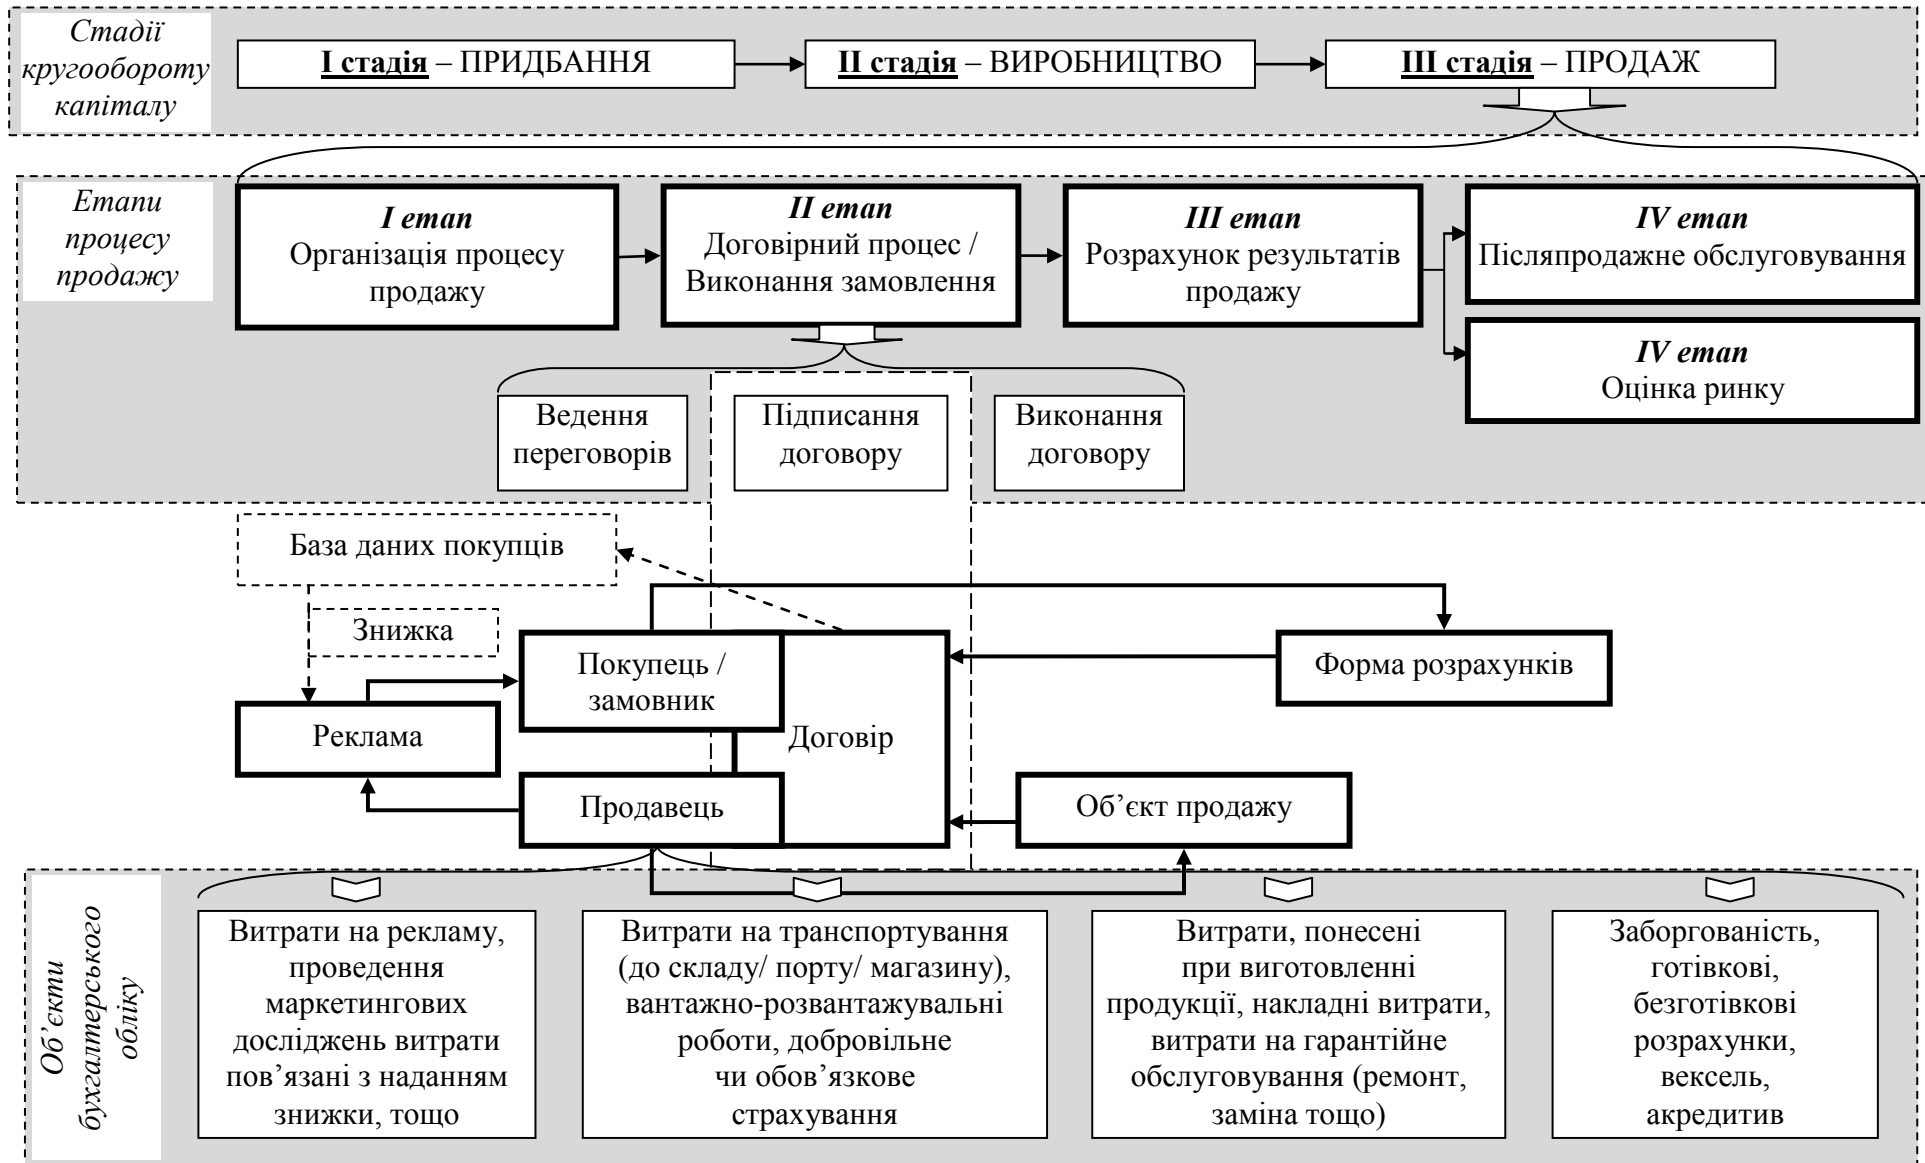 Стадії
кругообороту
капіталу
І стадія – ПРИДБАННЯ
ІІ стадія – ВИРОБНИЦТВО
ІІІ стадія – ПРОДАЖ
Етапи
процесу
продажу
І етап
Організація процесу
продажу
ІІ етап
Договірний процес /
Виконання замовлення
ІІІ етап
Розрахунок результатів
продажу
IV етап
Післяпродажне обслуговування
IV етап
Оцінка ринку
Ведення
переговорів
Підписання
договору
Виконання
договору
База даних покупців
Знижка
Покупець /
замовник
Форма розрахунків
Реклама
Договір
Продавець
Об’єкт продажу
Об’єкти
бухгалтерського
обліку
Витрати на рекламу,
проведення
маркетингових
досліджень витрати
пов’язані з наданням
знижки, тощо
Витрати на транспортування
(до складу/ порту/ магазину),
вантажно-розвантажувальні
роботи, добровільне
чи обов’язкове
страхування
Витрати, понесені
при виготовленні
продукції, накладні витрати,
витрати на гарантійне
обслуговування (ремонт,
заміна тощо)
Заборгованість,
готівкові,
безготівкові
розрахунки,
вексель,
акредитив